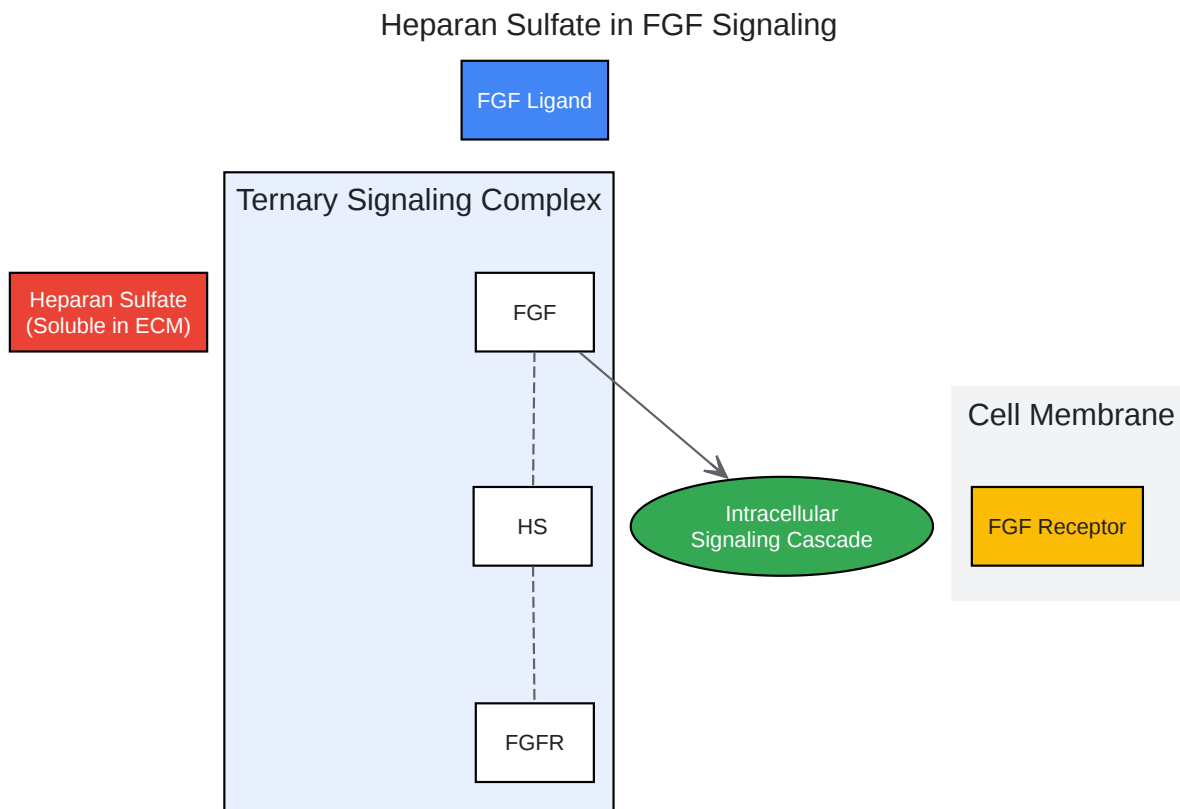 Heparan Sulfate in FGF Signaling
FGF Ligand
Ternary Signaling Complex
Heparan Sulfate
(Soluble in ECM)
FGF
Cell Membrane
HS
Intracellular
Signaling Cascade
FGF Receptor
FGFR